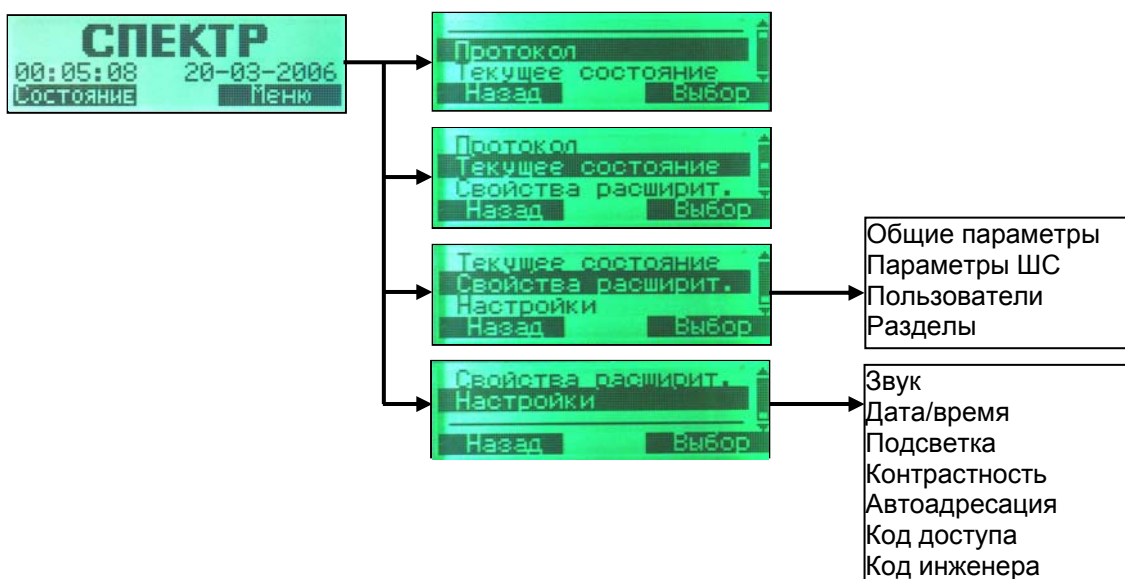 СПЕКТР
00:05:08 20-03-2006
Состояние Меню
Протокол
Текущее состояние
Назад Выбор
Протокол
Текущее состояние
Свойства расширит.
Назад Выбор
Текущее состояние
Свойства расширит.
Настройки
Назад Выбор
Свойства расширит.
Настройки
Назад Выбор
Общие параметры
Параметры ШС
Пользователи
Разделы
Звук
Дата/время
Подсветка
Контрастность
Автоадресация
Код доступа
Код инженера